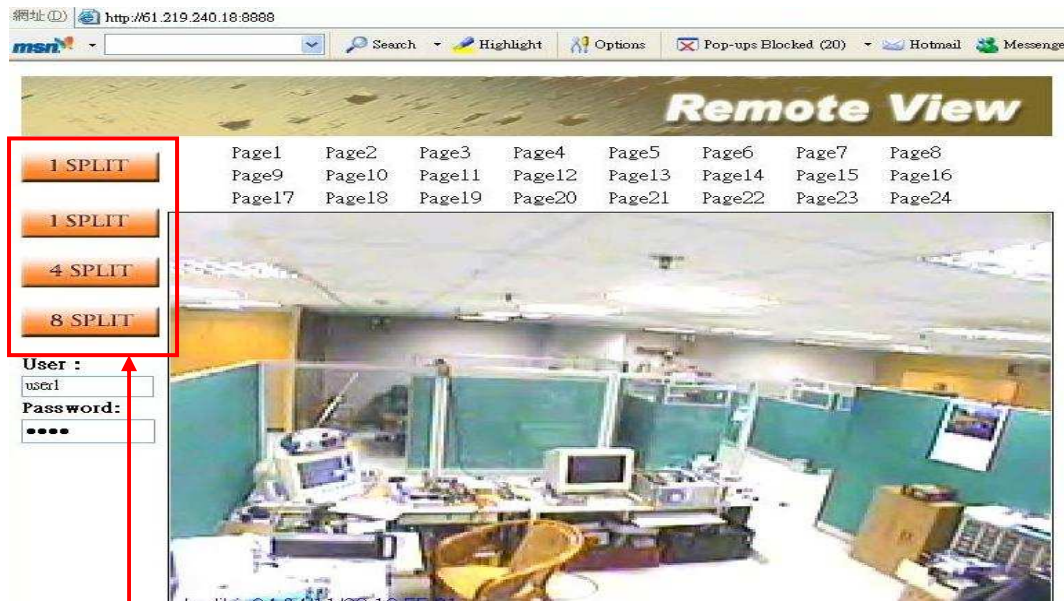 網址(D) http://61.219.240.18:8888
msn Search Highlight Options Pop-ups Blocked (20) Hotmail Messenge
Remote View
1 SPLIT
1 SPLIT
4 SPLIT
8 SPLIT
Page1 Page2 Page3 Page4 Page5 Page6 Page7 Page8
Page9 Page10 Page11 Page12 Page13 Page14 Page15 Page16
Page17 Page18 Page19 Page20 Page21 Page22 Page23 Page24
User :
user1
Password:
••••